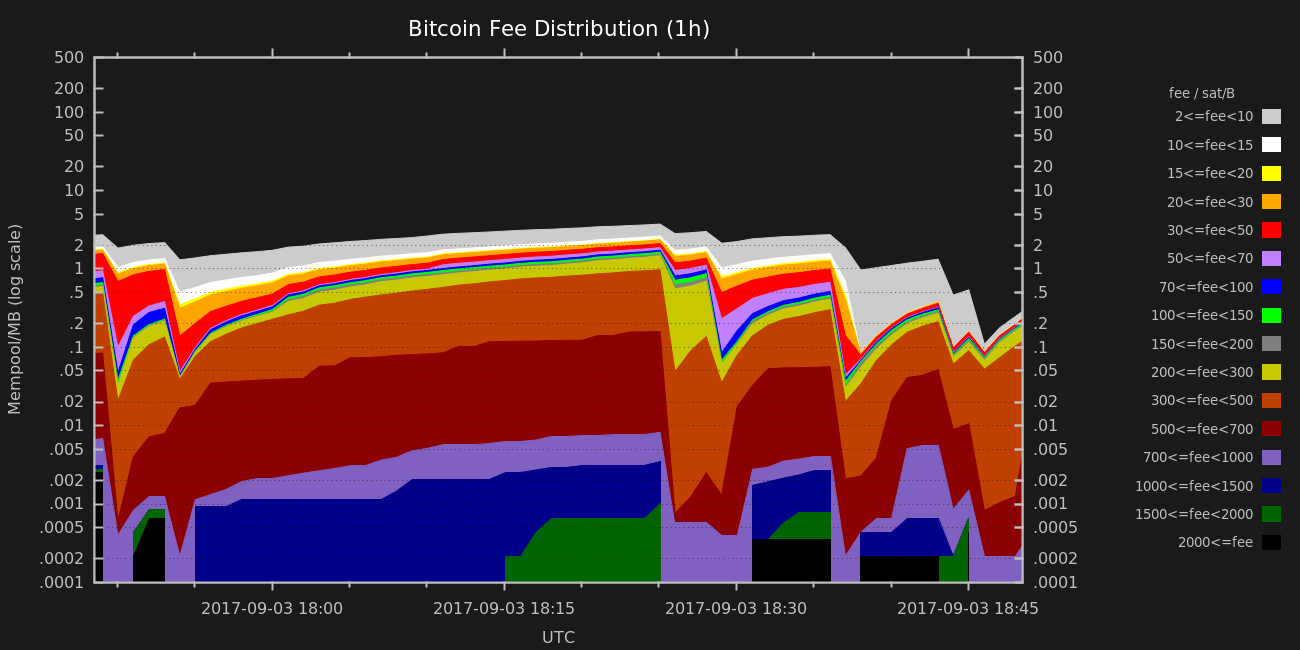 Bitcoin Fee Distribution (1h)
500 500
200 200
100 100
50 50
20 20
10 10
5 5
2 2
1 1
.5 .5
.2 .2
.1 .1
.05 .05
.02 .02
.01 .01
.005 .005
.002 .002
.001 .001
.0005 .0005
.0002 .0002
.0001 .0001
Mempool/MB (log scale)
2017-09-03 18:00 2017-09-03 18:15 2017-09-03 18:30 2017-09-03 18:45
UTC
fee / sat/B
2<=fee<10
10<=fee<15
15<=fee<20
20<=fee<30
30<=fee<50
50<=fee<70
70<=fee<100
100<=fee<150
150<=fee<200
200<=fee<300
300<=fee<500
500<=fee<700
700<=fee<1000
1000<=fee<1500
1500<=fee<2000
2000<=fee